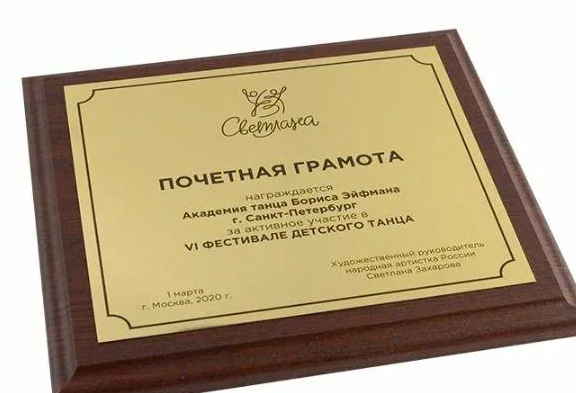 Светлана
ПОЧЕТНАЯ ГРАМОТА
награждается
Академия танца Бориса Эйфмана
г. Санкт-Петербург
за активное участие в
VI ФЕСТИВАЛЕ ДЕТСКОГО ТАНЦА
Художественный руководитель
народная артистка России
Светлана Захарова
1 марта
г. Москва, 2020 г.